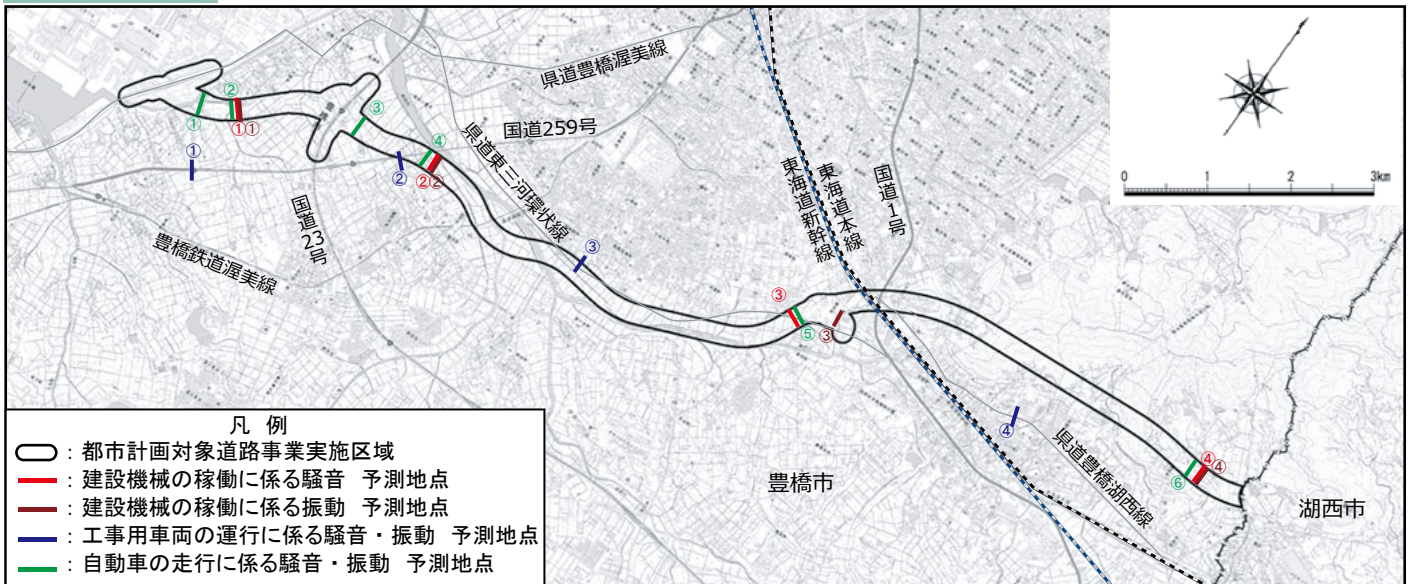 県道豊橋渥美線
国道259号
県道東三河環状線
国道23号
豊橋鉄道渥美線
東海道新幹線
東海道本線
国道1号
0 1 2 3km
①
②
①①
③
④
②②
①
②
③
③
⑤
③
④
④④
⑥
県道豊橋湖西線
豊橋市
湖西市
凡 例
：都市計画対象道路事業実施区域
：建設機械の稼働に係る騒音 予測地点
：建設機械の稼働に係る振動 予測地点
：工事用車両の運行に係る騒音・振動 予測地点
：自動車の走行に係る騒音・振動 予測地点